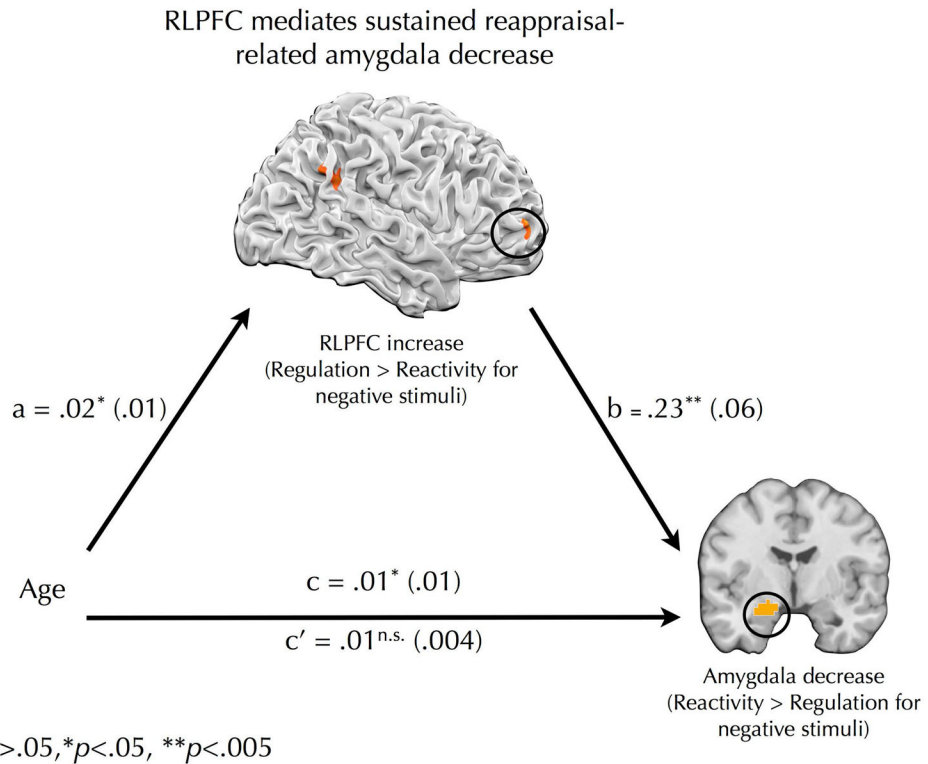 RLPFC mediates sustained reappraisal-
related amygdala decrease
RLPFC increase
(Regulation > Reactivity for
negative stimuli)
a = .02* (.01)
b = .23** (.06)
Age
c = .01* (.01)
c′ = .01n.s. (.004)
Amygdala decrease
(Reactivity > Regulation for
negative stimuli)
>.05,*p<.05, **p<.005